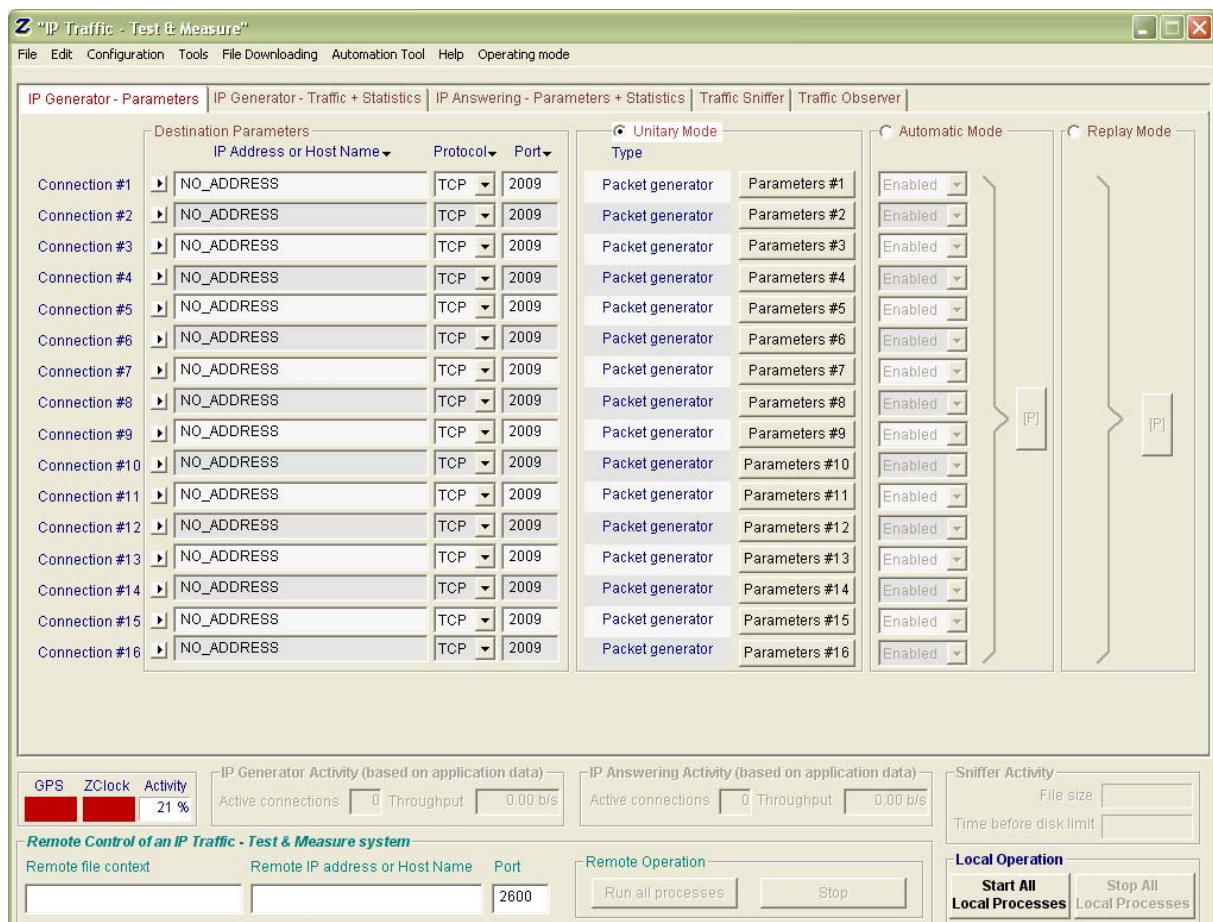 Z "IP Traffic - Test & Measure"
File Edit Configuration Tools File Downloading Automation Tool Help Operating mode
IP Generator - Parameters IP Generator - Traffic + Statistics IP Answering - Parameters + Statistics Traffic Sniffer Traffic Observer
Destination Parameters Unitary Mode Automatic Mode Replay Mode
IP Address or Host Name Protocol Port Type
Connection #1 NO_ADDRESS TCP 2009 Packet generator Parameters #1 Enabled
Connection #2 NO_ADDRESS TCP 2009 Packet generator Parameters #2 Enabled
Connection #3 NO_ADDRESS TCP 2009 Packet generator Parameters #3 Enabled
Connection #4 NO_ADDRESS TCP 2009 Packet generator Parameters #4 Enabled
Connection #5 NO_ADDRESS TCP 2009 Packet generator Parameters #5 Enabled
Connection #6 NO_ADDRESS TCP 2009 Packet generator Parameters #6 Enabled
Connection #7 NO_ADDRESS TCP 2009 Packet generator Parameters #7 Enabled
Connection #8 NO_ADDRESS TCP 2009 Packet generator Parameters #8 Enabled
[P] [P]
Connection #9 NO_ADDRESS TCP 2009 Packet generator Parameters #9 Enabled
Connection #10 NO_ADDRESS TCP 2009 Packet generator Parameters #10 Enabled
Connection #11 NO_ADDRESS TCP 2009 Packet generator Parameters #11 Enabled
Connection #12 NO_ADDRESS TCP 2009 Packet generator Parameters #12 Enabled
Connection #13 NO_ADDRESS TCP 2009 Packet generator Parameters #13 Enabled
Connection #14 NO_ADDRESS TCP 2009 Packet generator Parameters #14 Enabled
Connection #15 NO_ADDRESS TCP 2009 Packet generator Parameters #15 Enabled
Connection #16 NO_ADDRESS TCP 2009 Packet generator Parameters #16 Enabled
IP Generator Activity (based on application data) IP Answering Activity (based on application data) Sniffer Activity
GPS ZClock Activity
21 % Active connections 0 Throughput 0.00 b/s Active connections 0 Throughput 0.00 b/s File size
Time before disk limit
Remote Control of an IP Traffic - Test & Measure system
Remote file context Remote IP address or Host Name Port Remote Operation Local Operation
2600 Run all processes Stop Start All Local Processes Stop All Local Processes